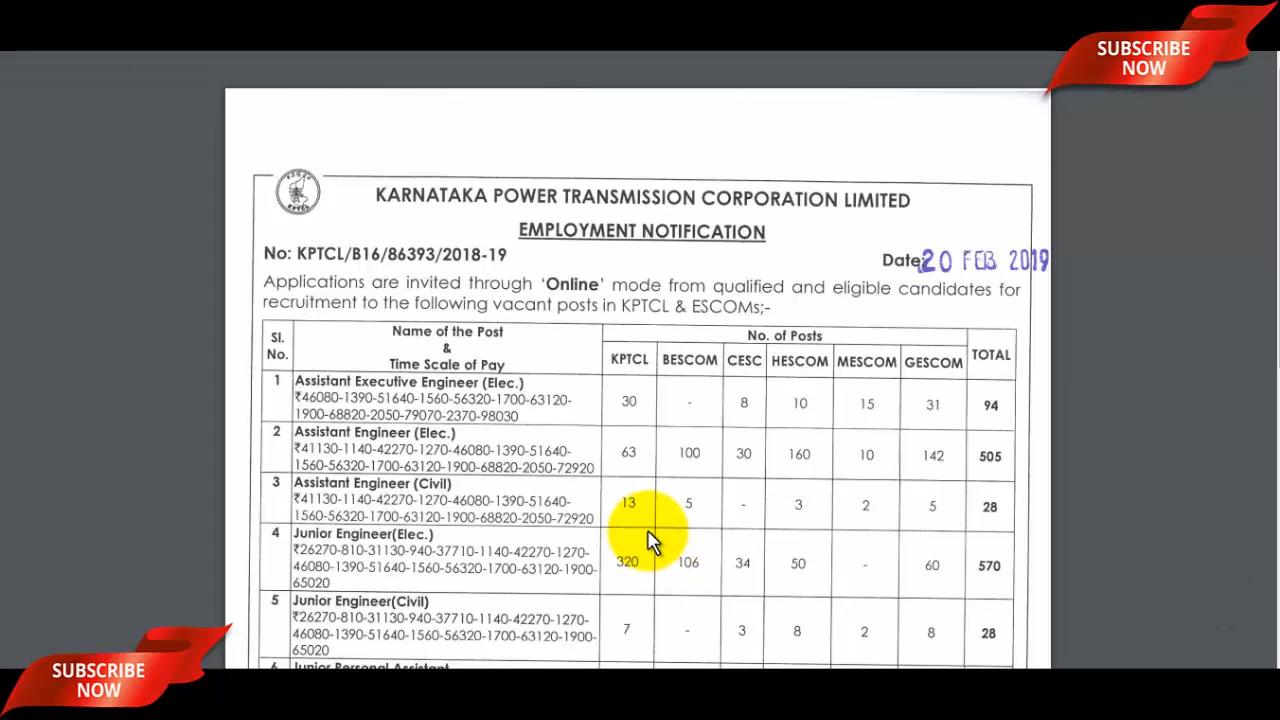 SUBSCRIBE
NOW
KPTCL
KARNATAKA POWER TRANSMISSION CORPORATION LIMITED
EMPLOYMENT NOTIFICATION
No: KPTCL/B16/86393/2018-19
Date: 20 FEB 2019
Applications are invited through 'Online' mode from qualified and eligible candidates for
recruitment to the following vacant posts in KPTCL & ESCOMs;-
Sl. No. Name of the Post & Time Scale of Pay No. of Posts TOTAL
KPTCL BESCOM CESC HESCOM MESCOM GESCOM
1 Assistant Executive Engineer (Elec.)
₹46080-1390-51640-1560-56320-1700-63120- 30 - 8 10 15 31 94
1900-68820-2050-79070-2370-98030
2 Assistant Engineer (Elec.)
₹41130-1140-42270-1270-46080-1390-51640- 63 100 30 160 10 142 505
1560-56320-1700-63120-1900-68820-2050-72920
3 Assistant Engineer (Civil)
₹41130-1140-42270-1270-46080-1390-51640- 13 5 - 3 2 5 28
1560-56320-1700-63120-1900-68820-2050-72920
4 Junior Engineer(Elec.)
₹26270-810-31130-940-37710-1140-42270-1270-
46080-1390-51640-1560-56320-1700-63120-1900- 320 106 34 50 - 60 570
65020
5 Junior Engineer(Civil)
₹26270-810-31130-940-37710-1140-42270-1270-
46080-1390-51640-1560-56320-1700-63120-1900- 7 - 3 8 2 8 28
65020
6 Junior Personal Assistant
SUBSCRIBE
NOW